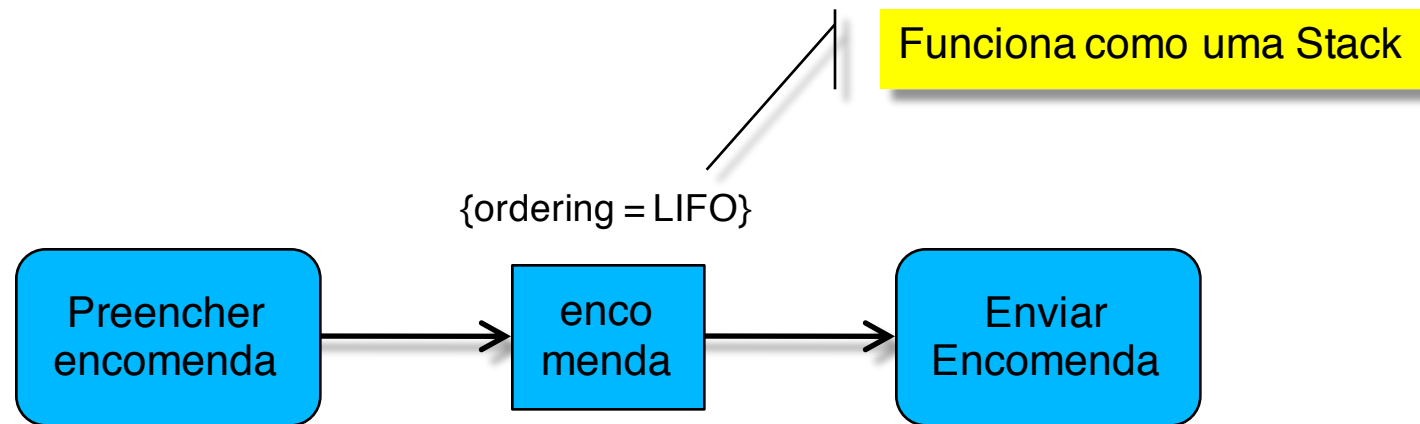 Funciona como uma Stack
{ordering = LIFO}
Preencher
encomenda
enco
menda
Enviar
Encomenda